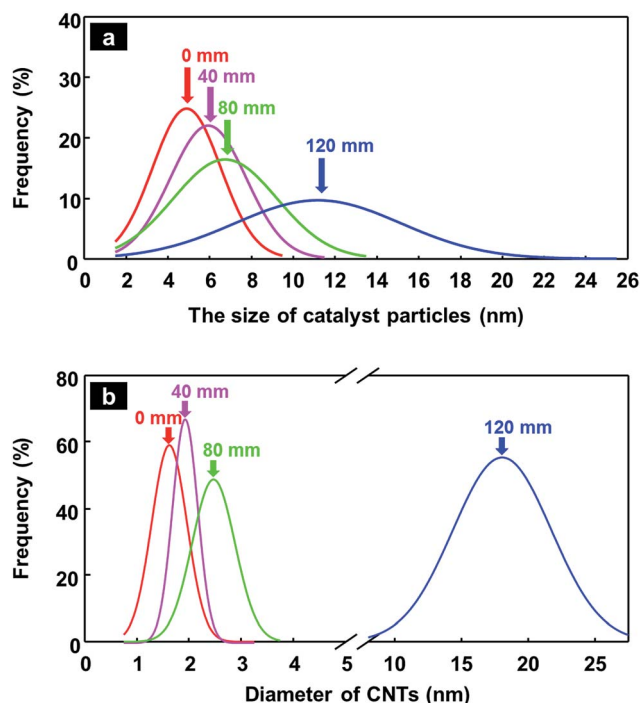 a
40
30
20
10
0
Frequency (%)
0 mm
40 mm
80 mm
120 mm
0 2 4 6 8 10 12 14 16 18 20 22 24 26
The size of catalyst particles (nm)
b
80
60
40
20
0
Frequency (%)
40 mm
0 mm
80 mm
120 mm
0 1 2 3 4 5 10 15 20 25
Diameter of CNTs (nm)